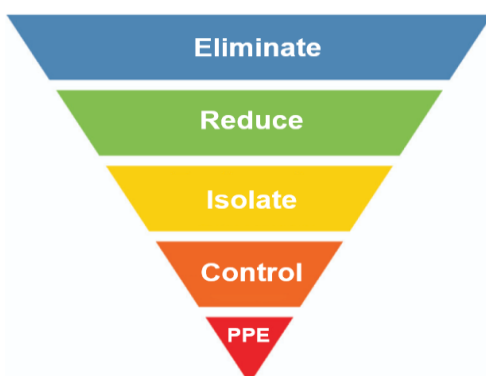 Eliminate
Reduce
Isolate
Control
PPE